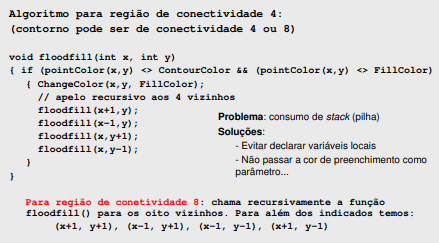 Algoritmo para região de conectividade 4:
(contorno pode ser de conectividade 4 ou 8)
void floodfill(int x, int y)
{ if (pointColor(x,y) <> ContourColor && (pointColor(x,y) <> FillColor)
{ ChangeColor(x,y, FillColor);
// apelo recursivo aos 4 vizinhos
floodfill(x+1,y);
floodfill(x-1,y);
floodfill(x,y+1);
floodfill(x,y-1);
}
}
Problema: consumo de stack (pilha)
Soluções:
- Evitar declarar variáveis locais
- Não passar a cor de preenchimento como
parâmetro...
Para região de conetividade 8: chama recursivamente a função
floodfill() para os oito vizinhos. Para além dos indicados temos:
(x+1, y+1), (x-1, y+1), (x-1, y-1), (x+1, y-1)